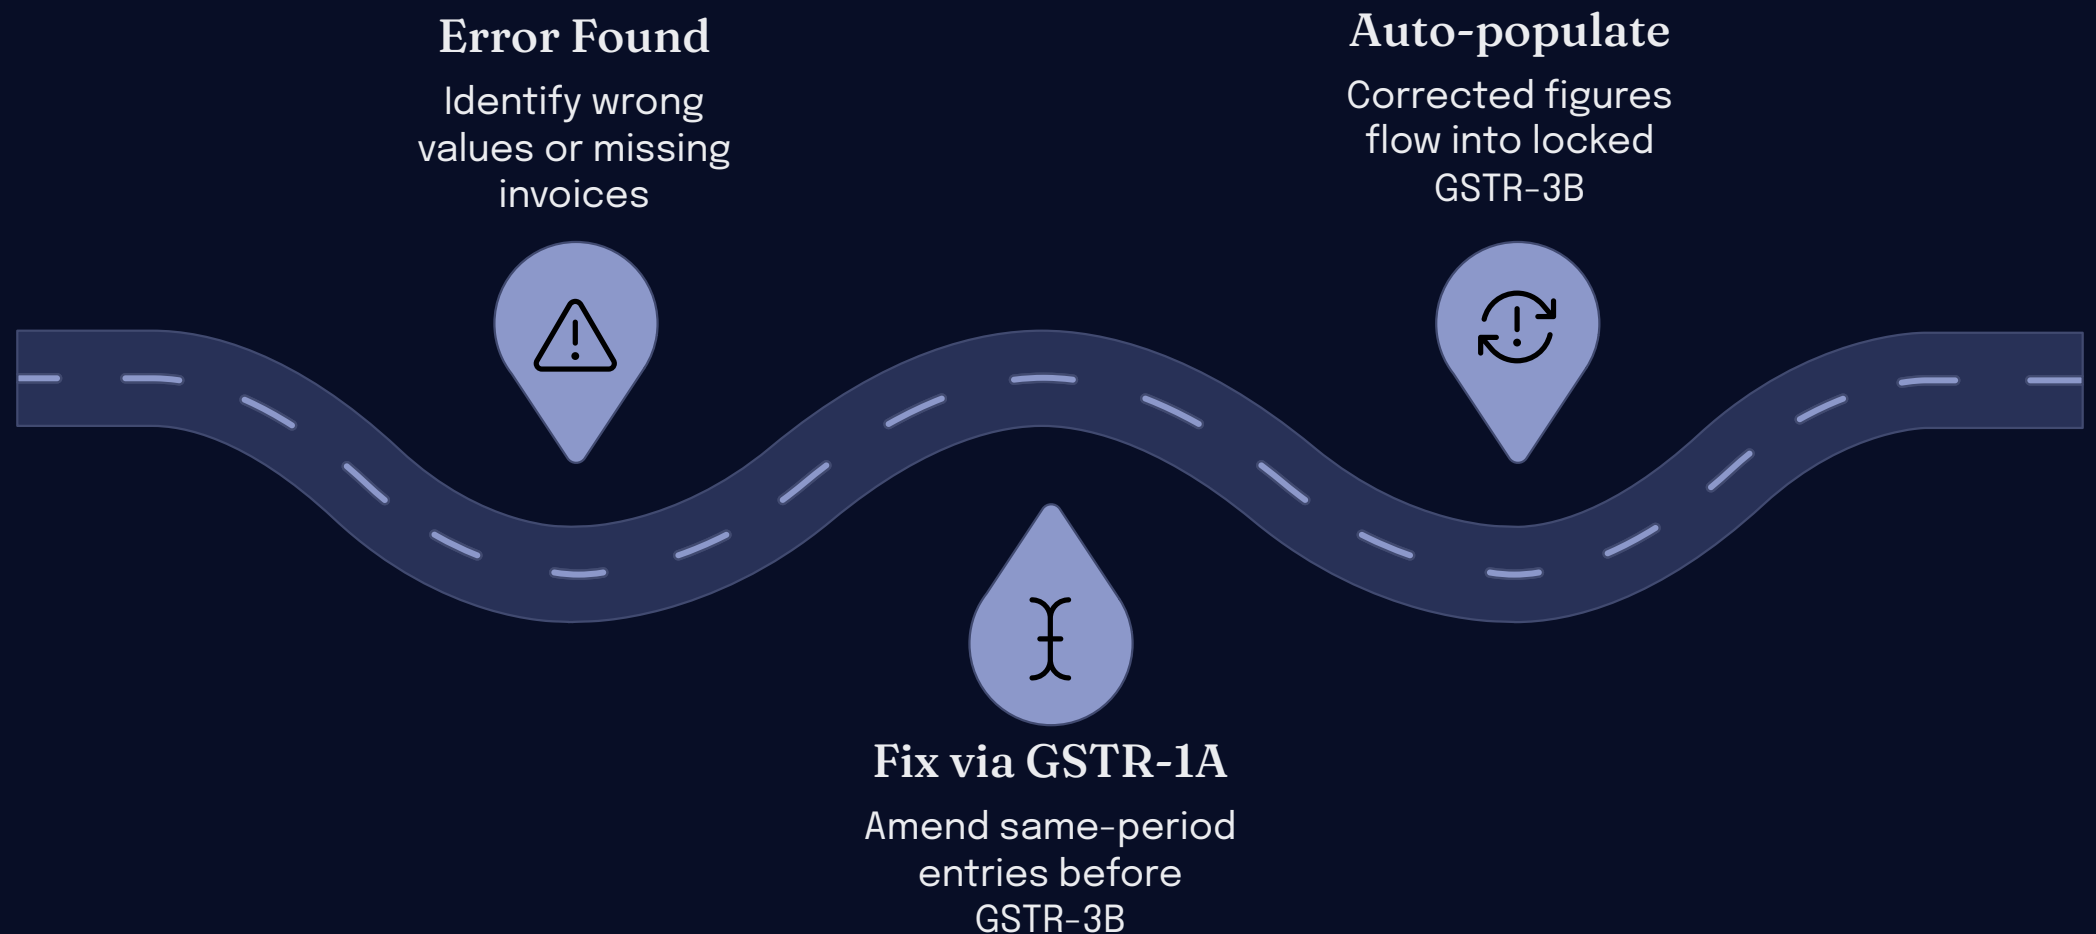 Error Found
Identify wrong
values or missing
invoices
Fix via GSTR-1A
Amend same-period
entries before
GSTR-3B
Auto-populate
Corrected figures
flow into locked
GSTR-3B